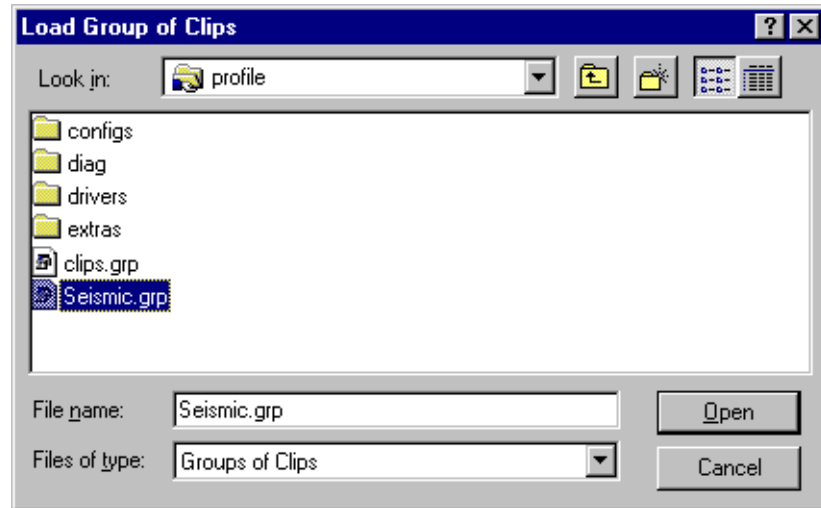 Load Group of Clips
Look in: profile
configs
diag
drivers
extras
clips.grp
Seismic.grp
File name: Seismic.grp Open
Files of type: Groups of Clips Cancel